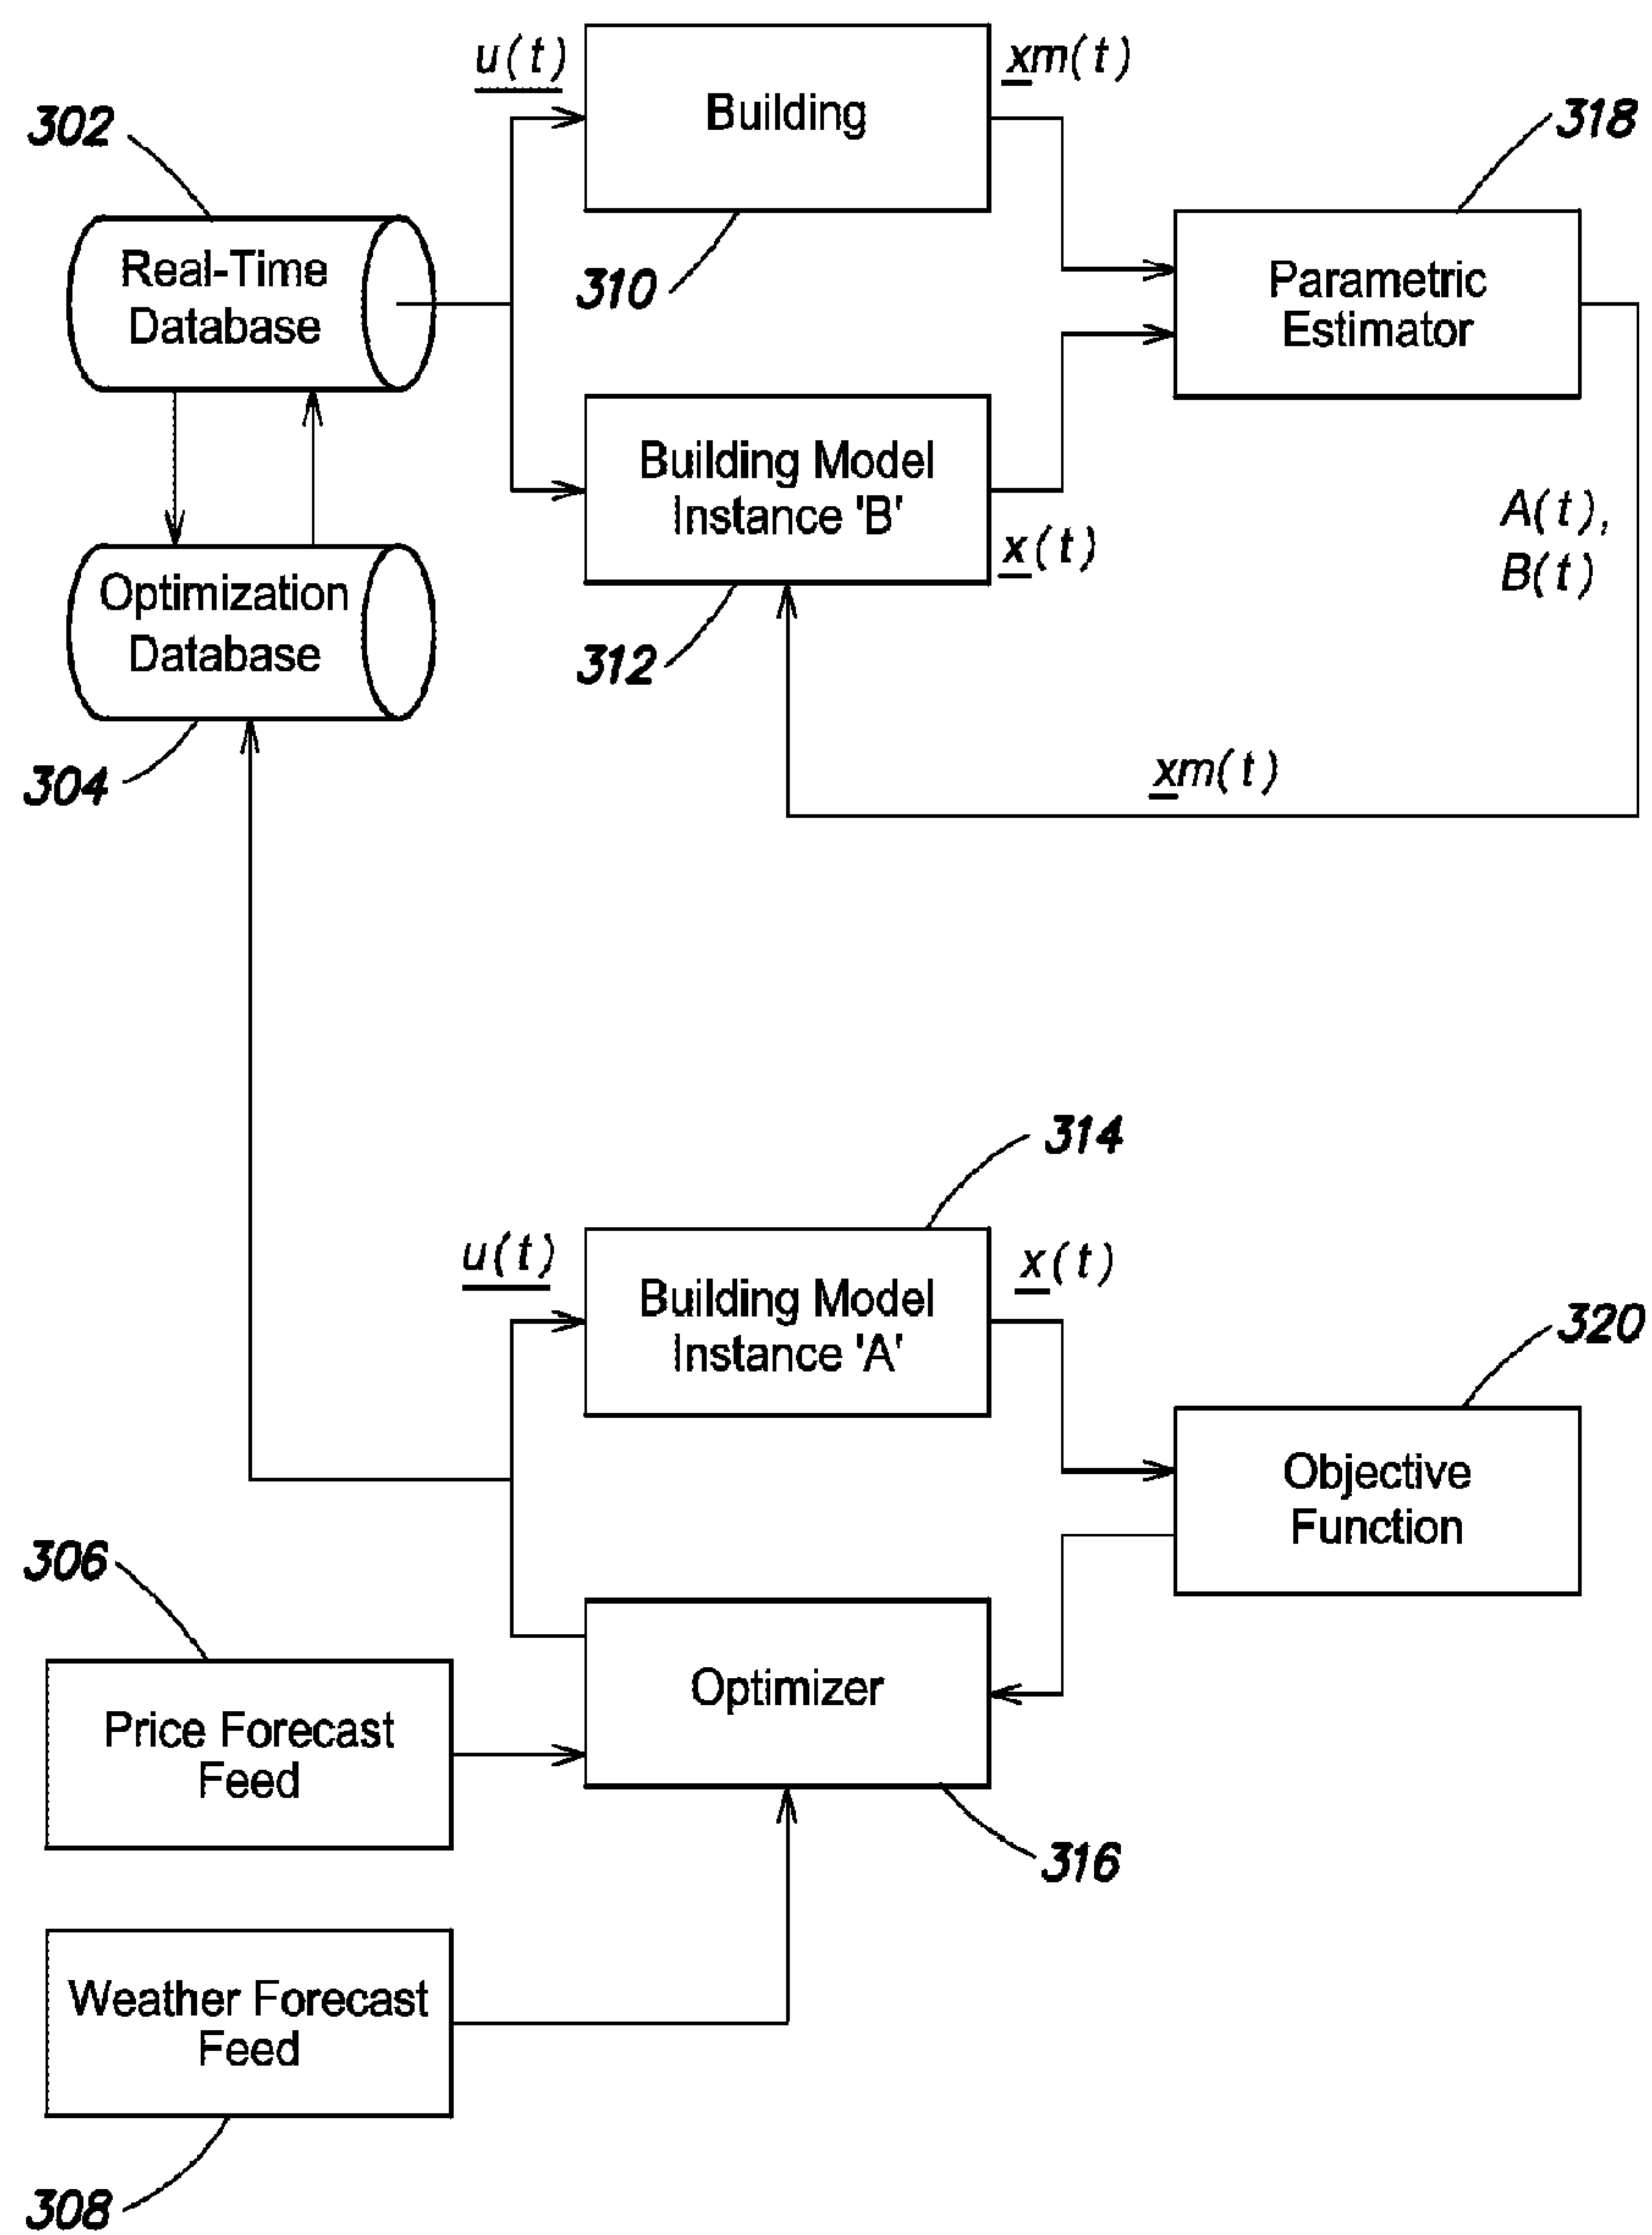 u(t)
Building
xm(t)
302
318
Real-Time
Database
310
Parametric
Estimator
Building Model
Instance 'B'
x(t)
A(t),
B(t)
Optimization
Database
312
304
xm(t)
314
u(t)
Building Model
Instance 'A'
x(t)
320
Objective
Function
306
Optimizer
Price Forecast
Feed
316
Weather Forecast
Feed
308